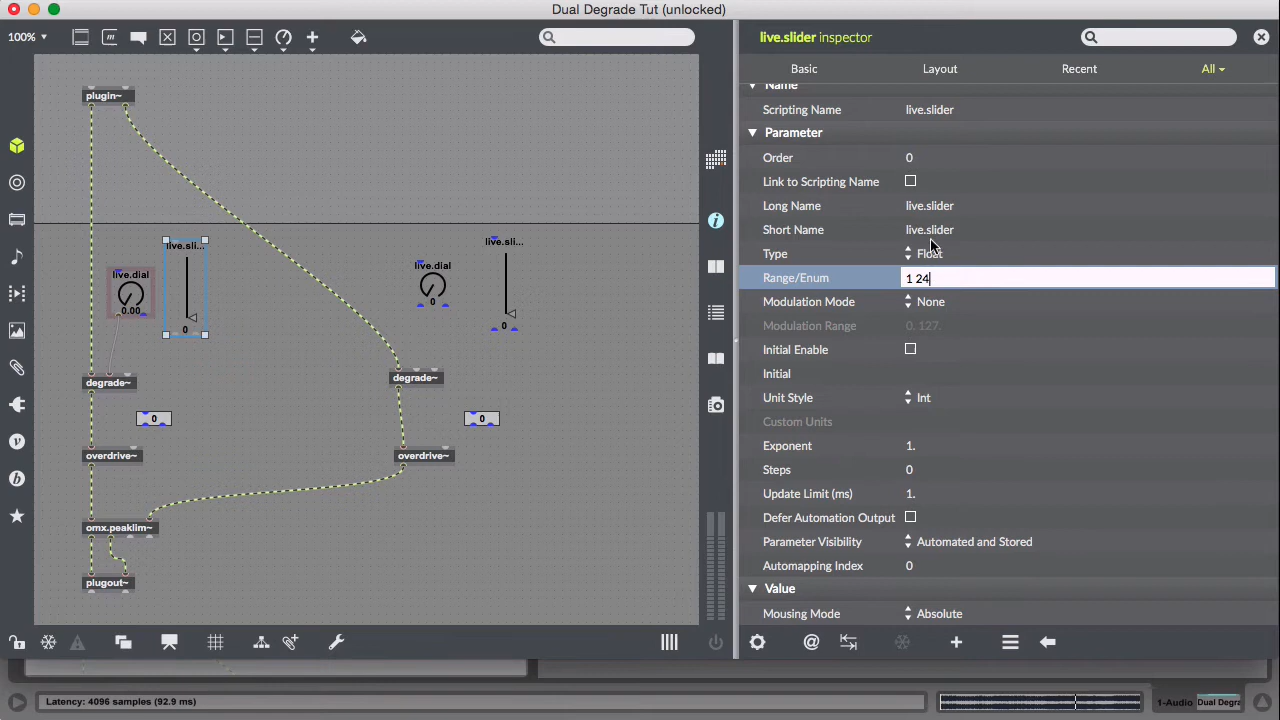 Dual Degrade Tut (unlocked)
100%
live.slider inspector
Basic
Layout
Recent
All
Name
Scripting Name live.slider
Parameter
Order 0
Link to Scripting Name
Long Name live.slider
Short Name live.slider
Type Float
Range/Enum 1 24
Modulation Mode None
Modulation Range 0. 127.
Initial Enable
Initial
Unit Style Int
Custom Units
Exponent 1.
Steps 0
Update Limit (ms) 1.
Defer Automation Output
Parameter Visibility Automated and Stored
Automapping Index 0
Value
Mousing Mode Absolute
plugin~
live.sli...
live.dial
0.00
0
live.dial
0
live.sli...
0
degrade~
degrade~
0
0
overdrive~
overdrive~
omx.peaklim~
plugout~
Latency: 4096 samples (92.9 ms)
1-Audio
Dual Degra